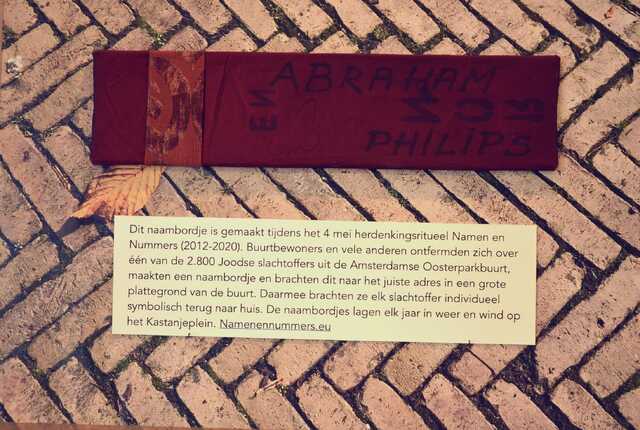 ABRAHAM
EN
PHILIPS
Dit naambordje is gemaakt tijdens het 4 mei herdenkingsritueel Namen en
Nummers (2012-2020). Buurtbewoners en vele anderen ontfermden zich over
één van de 2.800 Joodse slachtoffers uit de Amsterdamse Oosterparkbuurt,
maakten een naambordje en brachten dit naar het juiste adres in een grote
plattegrond van de buurt. Daarmee brachten ze elk slachtoffer individueel
symbolisch terug naar huis. De naambordjes lagen elk jaar in weer en wind op
het Kastanjeplein. Namenennummers.eu